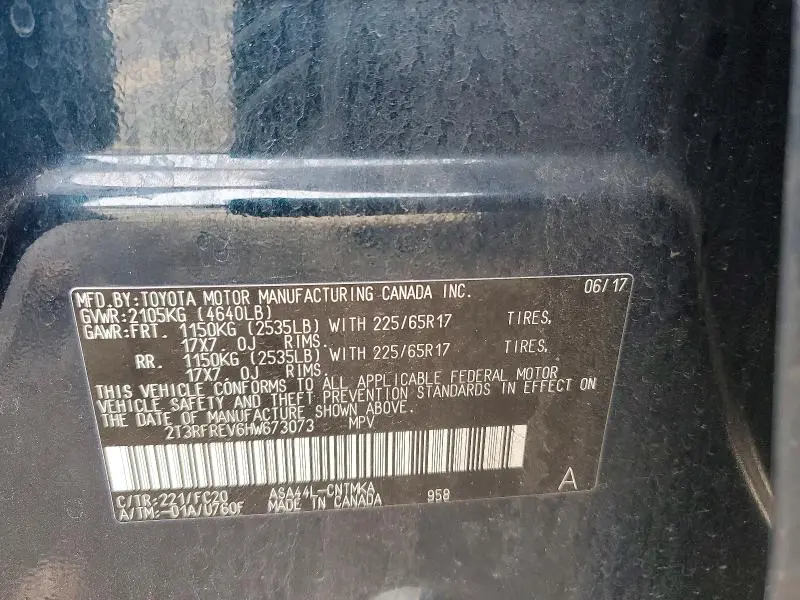 MFD.BY:TOYOTA MOTOR MANUFACTURING CANADA INC. 06/17
GVWR:2105KG (4640LB)
GAWR:FRT. 1150KG (2535LB) WITH 225/65R17 TIRES,
17X7.0J RIMS.
RR. 1150KG (2535LB) WITH 225/65R17 TIRES,
17X7.0J RIMS.
THIS VEHICLE CONFORMS TO ALL APPLICABLE FEDERAL MOTOR
VEHICLE SAFETY AND THEFT PREVENTION STANDARDS IN EFFECT ON
THE DATE OF MANUFACTURE SHOWN ABOVE.
2T3RFREV6HW673073 MPV
C/TR:221/FC20 ASA44L-CNTMKA 958 A
A/TM:-01A/U760F MADE IN CANADA